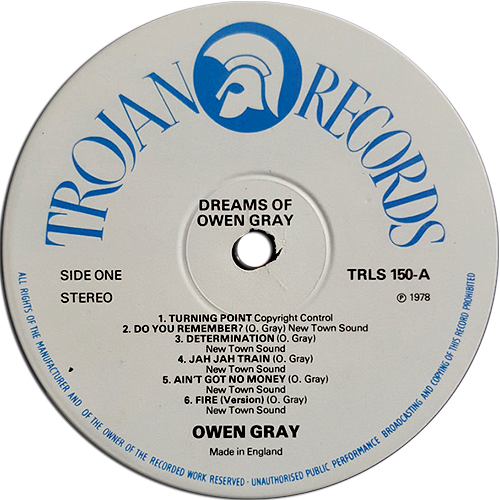 TROJAN RECORDS
DREAMS OF
OWEN GRAY
SIDE ONE
STEREO
TRLS 150-A
℗ 1978
1. TURNING POINT Copyright Control
2. DO YOU REMEMBER? (O. Gray) New Town Sound
3. DETERMINATION (O. Gray)
New Town Sound
4. JAH JAH TRAIN (O. Gray)
New Town Sound
5. AIN'T GOT NO MONEY (O. Gray)
New Town Sound
6. FIRE (Version) (O. Gray)
New Town Sound
OWEN GRAY
Made in England
ALL RIGHTS OF THE MANUFACTURER AND OF THE OWNER OF THE RECORDED WORK RESERVED · UNAUTHORISED PUBLIC PERFORMANCE BROADCASTING AND COPYING OF THIS RECORD PROHIBITED